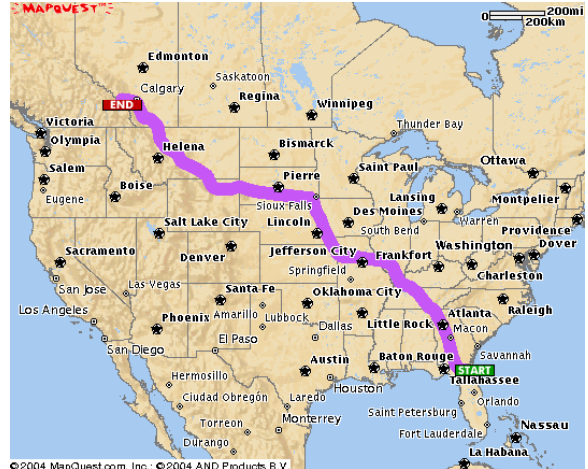 MAPQUEST
200mi
0
200km
Edmonton
Saskatoon
Calgary
END
Regina
Winnipeg
Victoria
Thunder Bay
Olympia
Helena
Bismarck
Ottawa
Salem
Saint Paul
Pierre
Eugene
Boise
Lansing
Montpelier
Sioux Falls
Salt Lake City
Lincoln
Des Moines
Warren
South Bend
Providence
Sacramento
Denver
Jefferson City
Frankfort
Washington
Dover
Springfield
Charleston
San Jose
Las Vegas
Santa Fe
Oklahoma City
Raleigh
Los Angeles
Phoenix
Amarillo
Little Rock
Atlanta
Lubbock
Macon
San Diego
El Paso
Dallas
Savannah
Austin
Baton Rouge
START
Hermosillo
Houston
Tallahassee
Ciudad Obregón
Laredo
Orlando
Saint Petersburg
Torreon
Monterrey
Fort Lauderdale
Nassau
Durango
La Habana
©2004 MapQuest.com, Inc.; ©2004 AND Products B.V.